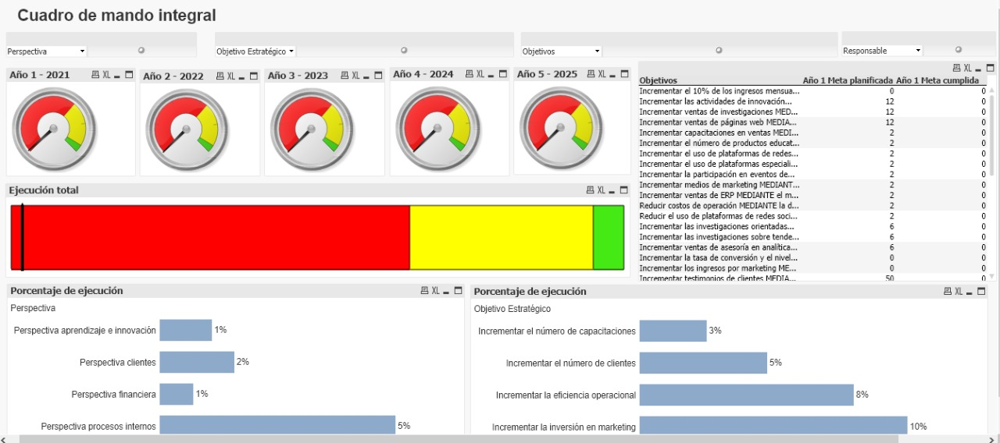 Cuadro de mando integral
Perspectiva
Objetivo Estratégico
Objetivos
Responsable
Año 1 - 2021 XL
Año 2 - 2022 XL
Año 3 - 2023 XL
Año 4 - 2024 XL
Año 5 - 2025 XL
XL
Objetivos Año 1 Meta planificada Año 1 Meta cumplida
Incrementar el 10% de los ingresos mensua... 0 0
Incrementar las actividades de innovación... 12 0
Incrementar ventas de investigaciones MED... 12 0
Incrementar ventas de páginas web MEDIA... 12 0
Incrementar capacitaciones en ventas MEDI... 2 0
Incrementar el número de productos educat... 2 0
Incrementar el uso de plataformas de redes... 2 0
Incrementar el uso de plataformas especiali... 2 0
Incrementar la participación en eventos de... 2 0
Incrementar medios de marketing MEDIANT... 2 0
Incrementar ventas de ERP MEDIANTE el m... 2 0
Reducir costos de operación MEDIANTE la d... 2 0
Reducir el uso de plataformas de redes soci... 2 0
Incrementar las investigaciones orientadas... 6 0
Incrementar las investigaciones sobre tende... 6 0
Incrementar ventas de asesoría en analítica... 6 0
Incrementar la tasa de conversión y el nivel... 0 0
Incrementar los ingresos por marketing ME... 0 0
Incrementar testimonios de clientes MEDIA... 50 0
Ejecución total XL
Porcentaje de ejecución XL
Perspectiva
Perspectiva aprendizaje e innovación 1%
Perspectiva clientes 2%
Perspectiva financiera 1%
Perspectiva procesos internos 5%
Porcentaje de ejecución XL
Objetivo Estratégico
Incrementar el número de capacitaciones 3%
Incrementar el número de clientes 5%
Incrementar la eficiencia operacional 8%
Incrementar la inversión en marketing 10%